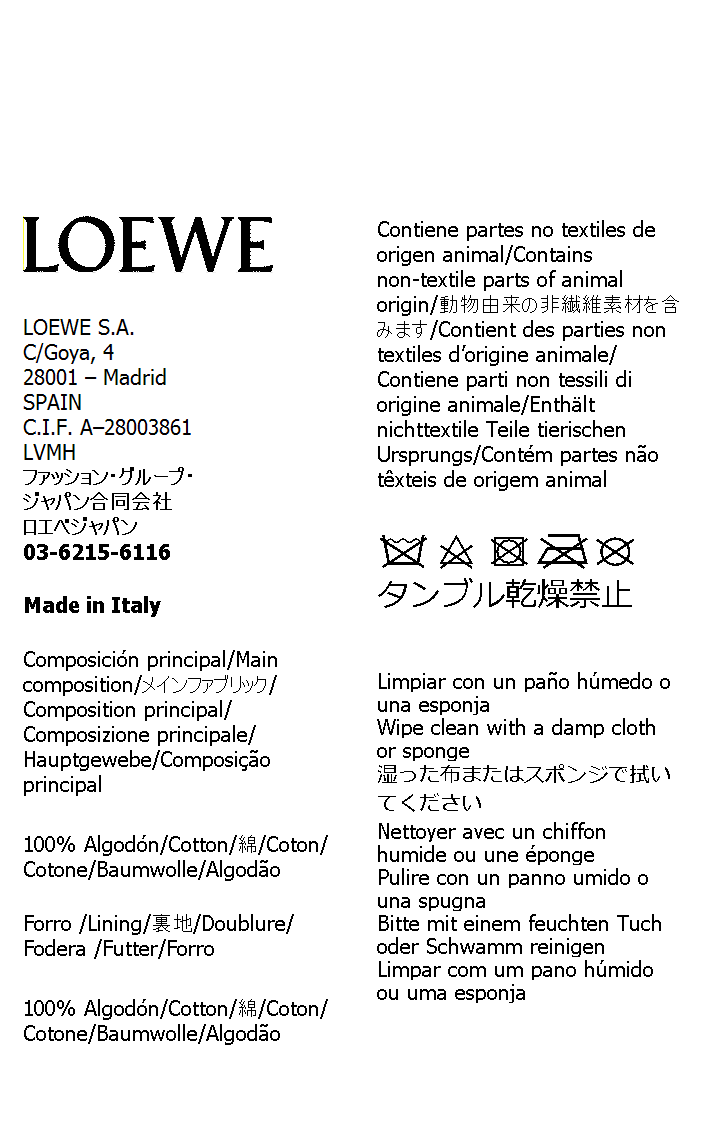 LOEWE
LOEWE S.A.
C/Goya, 4
28001 – Madrid
SPAIN
C.I.F. A–28003861
LVMH
ファッション・グループ・
ジャパン合同会社
ロエベジャパン
03-6215-6116
Made in Italy
Composición principal/Main
composition/メインファブリック/
Composition principal/
Composizione principale/
Hauptgewebe/Composição
principal
100% Algodón/Cotton/綿/Coton/
Cotone/Baumwolle/Algodão
Forro /Lining/裏地/Doublure/
Fodera /Futter/Forro
100% Algodón/Cotton/綿/Coton/
Cotone/Baumwolle/Algodão
Contiene partes no textiles de
origen animal/Contains
non-textile parts of animal
origin/動物由来の非繊維素材を含
みます/Contient des parties non
textiles d’origine animale/
Contiene parti non tessili di
origine animale/Enthält
nichttextile Teile tierischen
Ursprungs/Contém partes não
têxteis de origem animal
タンブル乾燥禁止
Limpiar con un paño húmedo o
una esponja
Wipe clean with a damp cloth
or sponge
湿った布またはスポンジで拭い
てください
Nettoyer avec un chiffon
humide ou une éponge
Pulire con un panno umido o
una spugna
Bitte mit einem feuchten Tuch
oder Schwamm reinigen
Limpar com um pano húmido
ou uma esponja